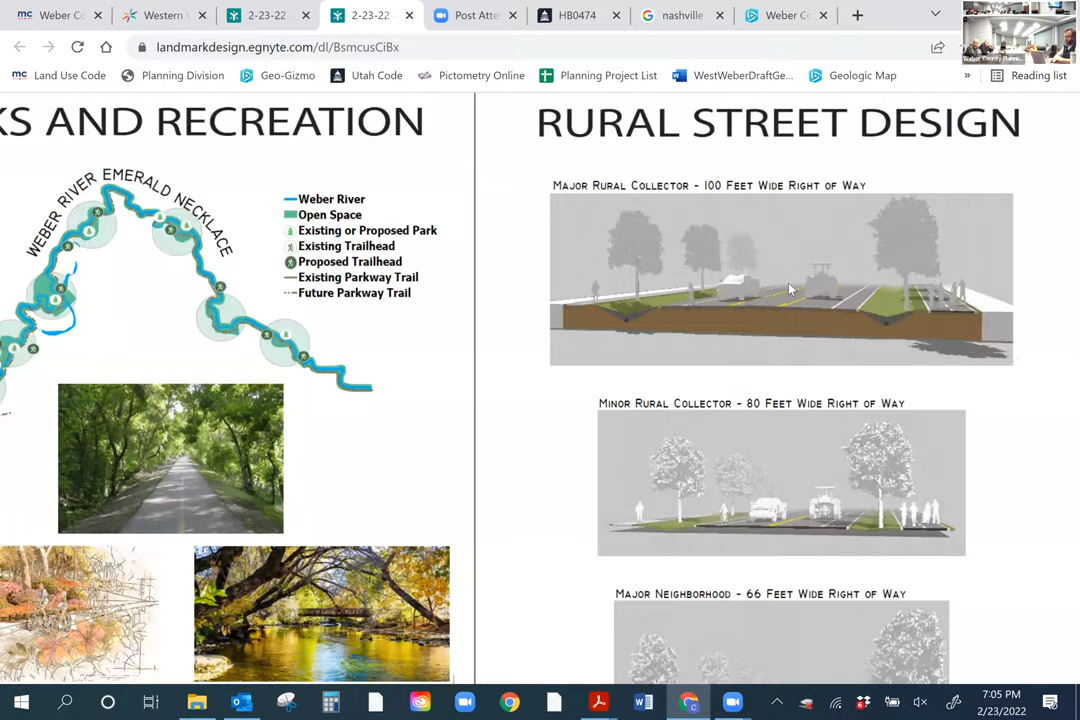 Weber Co
Western
2-23-22 -
2-23-22 -
Post Atte
HB0474
nashville
Weber Co
landmarkdesign.egnyte.com/dl/BsmcusCiBx
Land Use Code
Planning Division
Geo-Gizmo
Utah Code
Pictometry Online
Planning Project List
WestWeberDraftGe...
Geologic Map
»
Reading list
KS AND RECREATION
WEBER RIVER EMERALD NECKLACE
Weber River
Open Space
Existing or Proposed Park
Existing Trailhead
Proposed Trailhead
Existing Parkway Trail
Future Parkway Trail
RURAL STREET DESIGN
Major Rural Collector - 100 Feet Wide Right of Way
Minor Rural Collector - 80 Feet Wide Right of Way
Major Neighborhood - 66 Feet Wide Right of Way
7:05 PM
2/23/2022